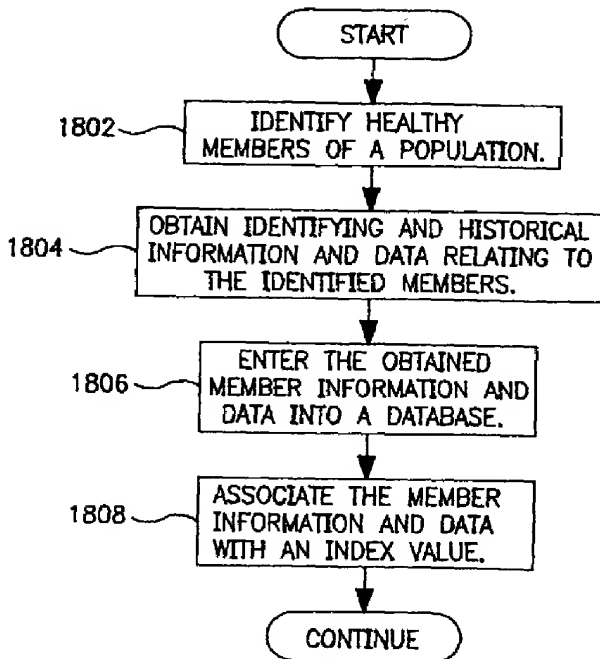 START
1802
IDENTIFY HEALTHY
MEMBERS OF A POPULATION.
1804
OBTAIN IDENTIFYING AND HISTORICAL
INFORMATION AND DATA RELATING TO
THE IDENTIFIED MEMBERS.
1806
ENTER THE OBTAINED
MEMBER INFORMATION AND
DATA INTO A DATABASE.
1808
ASSOCIATE THE MEMBER
INFORMATION AND DATA
WITH AN INDEX VALUE.
CONTINUE